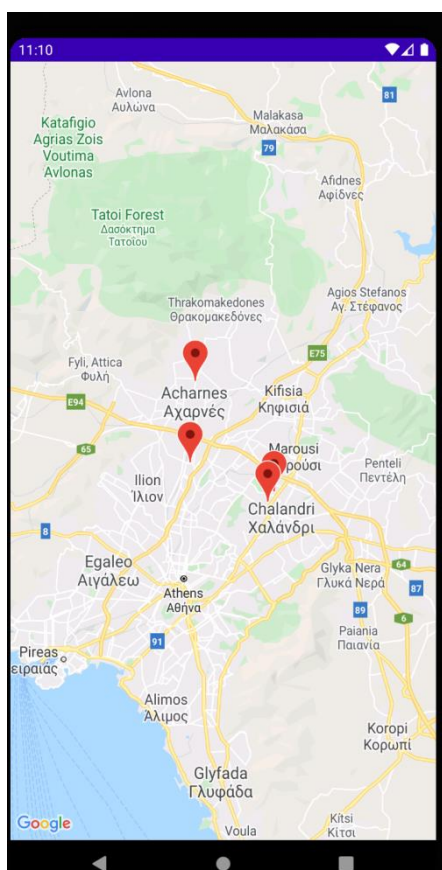 11:10
Avlona
Αυλώνα
81
Malakasa
Μαλακάσα
Katafigio
Agrias Zois
Voutima
Avlonas
79
Afidnes
Αφίδνες
Tatoi Forest
Δασόκτημα
Τατοΐου
Agios Stefanos
Αγ. Στέφανος
Thrakomakedones
Θρακομακεδόνες
E75
Fyli, Attica
Φυλή
Acharnes
Αχαρνές
Kifisia
Κηφισιά
E94
65
Marousi
ρούσι
Penteli
Πεντέλη
Ilion
Ίλιον
Chalandri
Χαλάνδρι
8
Egaleo
Αιγάλεω
Glyka Nera
Γλυκά Νερά
64
87
Athens
Αθήνα
89
6
91
Paiania
Παιανία
Pireas
ειραιάς
Alimos
Άλιμος
Koropi
Κορωπί
Glyfada
Γλυφάδα
Google
Voula
Kitsi
Κίτσι